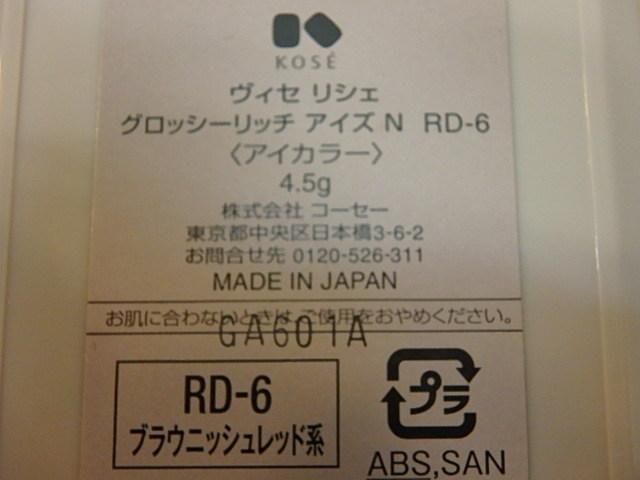 KOSÉ
ヴィセ リシェ
グロッシーリッチ アイズ N RD-6
〈アイカラー〉
4.5g
株式会社 コーセー
東京都中央区日本橋3-6-2
お問合せ先 0120-526-311
MADE IN JAPAN
お肌に合わないときは、ご使用をおやめください。
GA601A
RD-6
ブラウニッシュレッド系
プラ
ABS,SAN